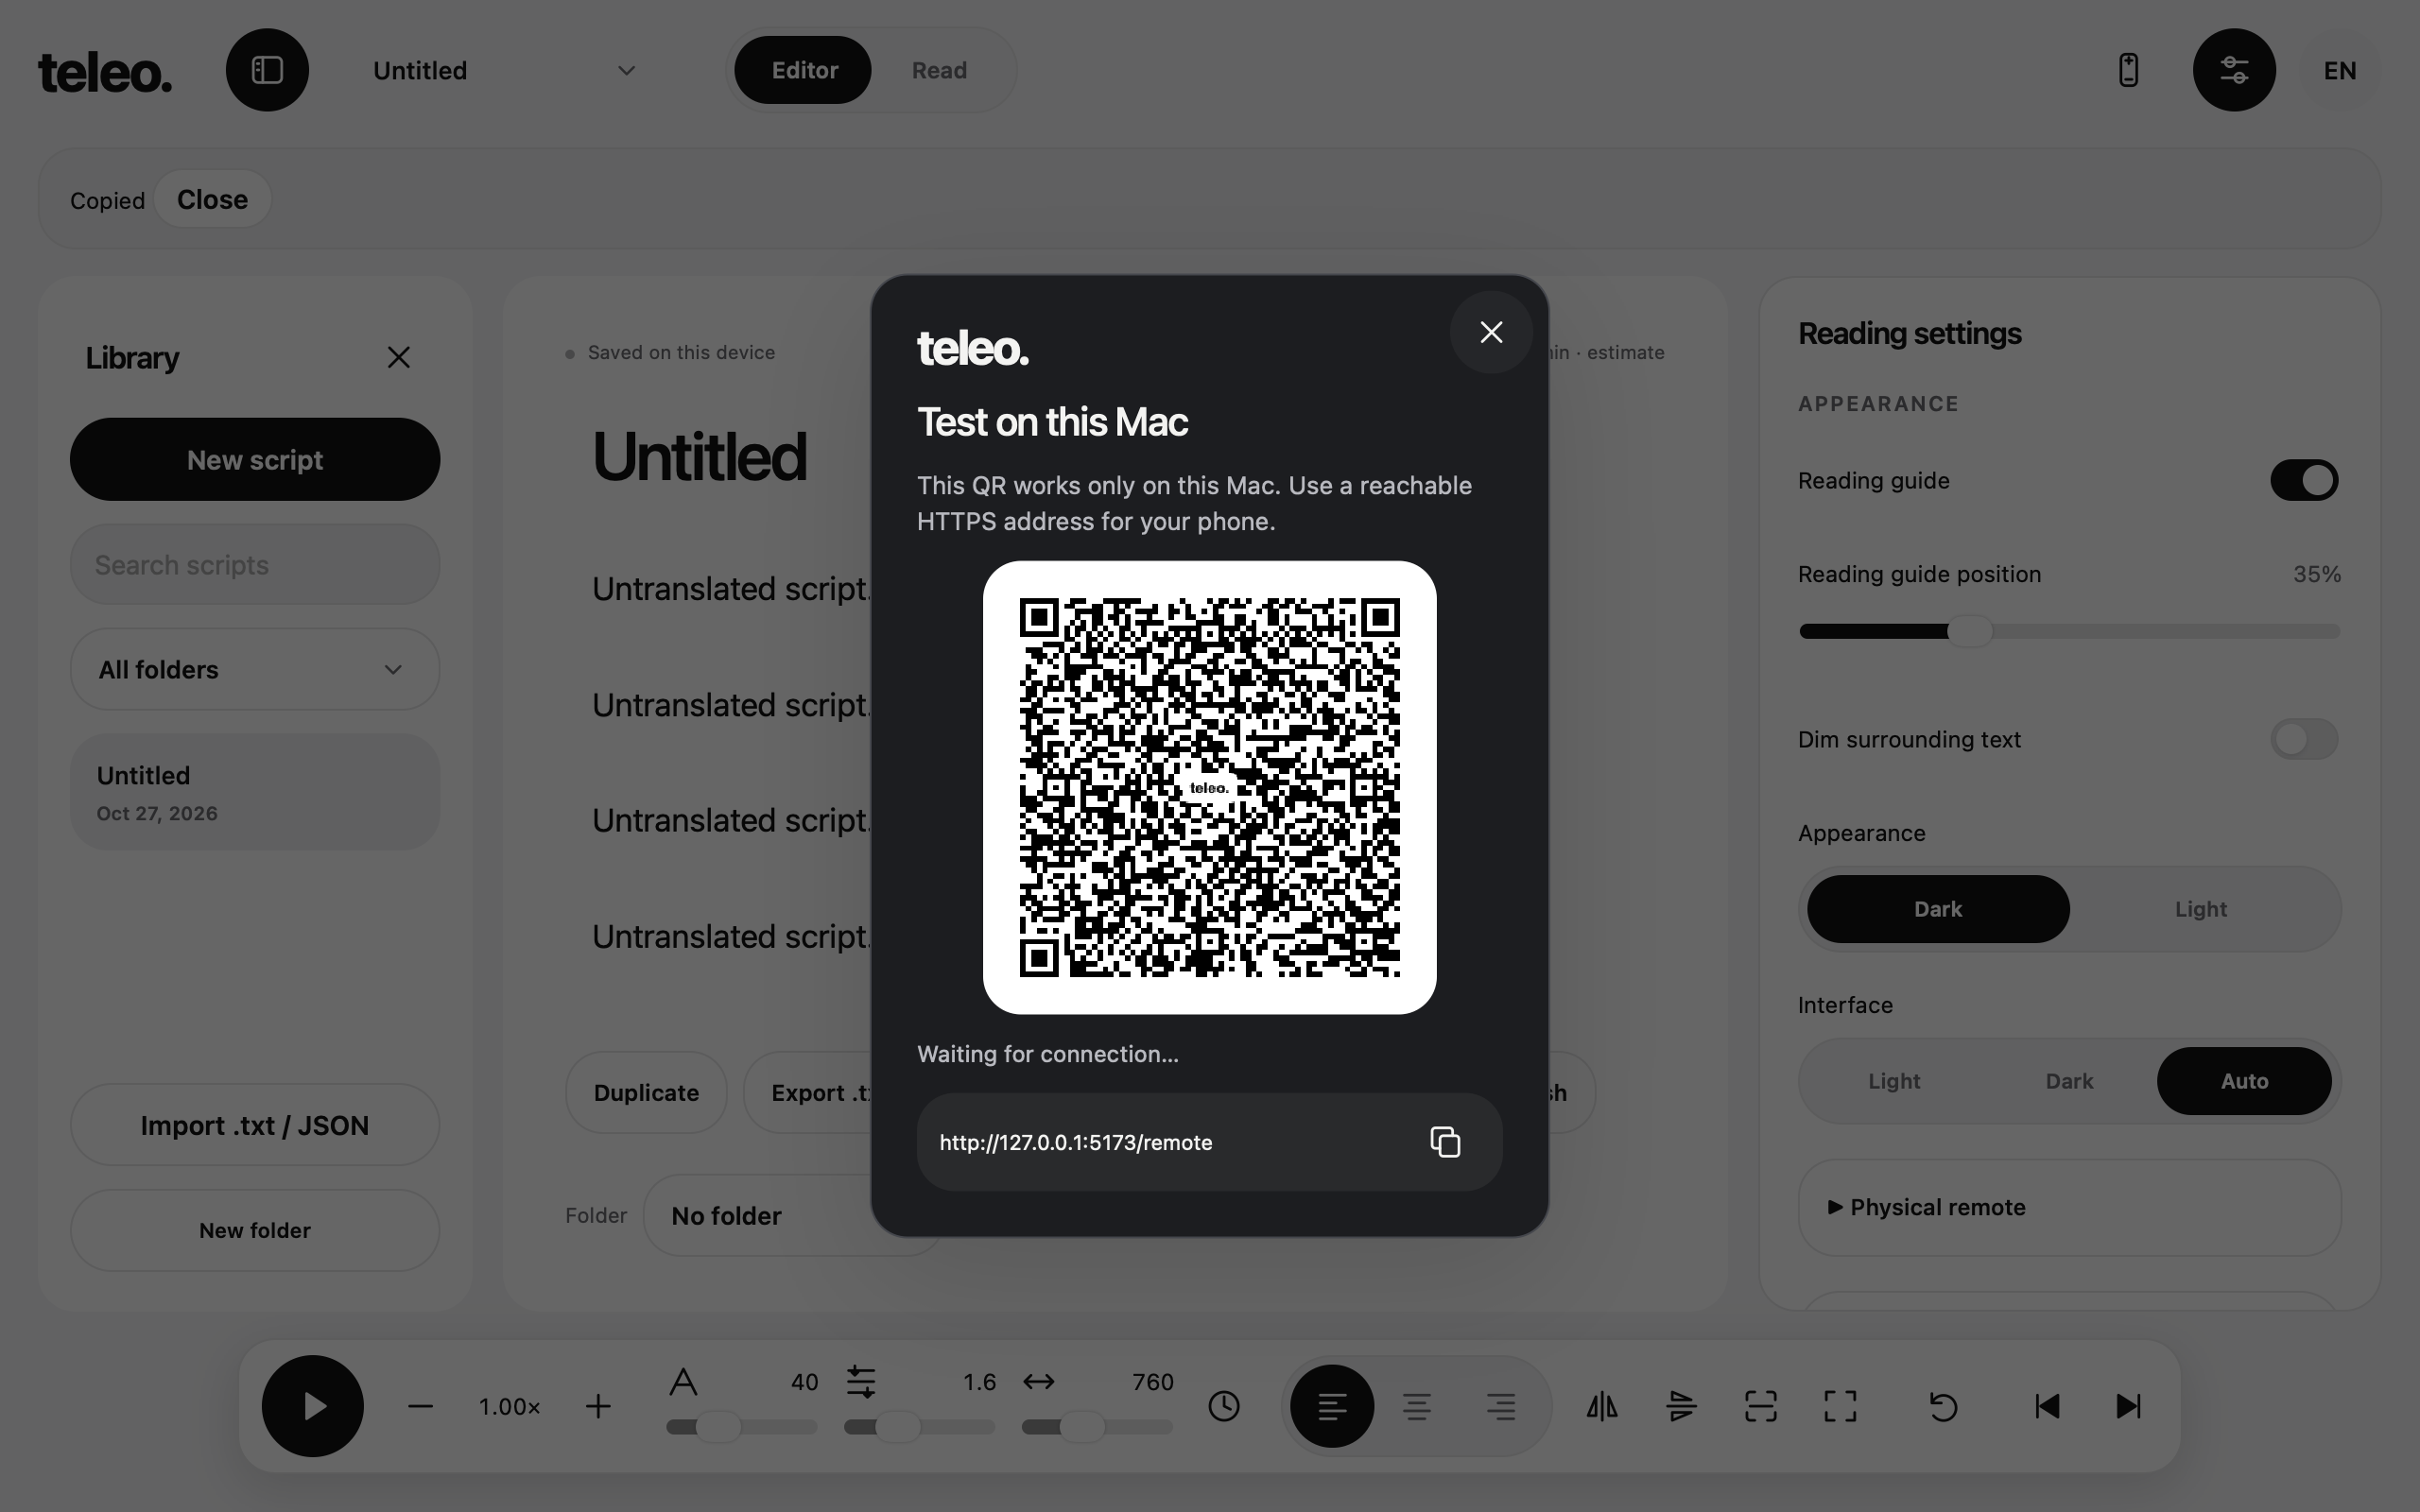 teleo.
Untitled
Editor
Read
EN
Copied
Close
Library
New script
Search scripts
All folders
Untitled
Oct 27, 2026
Import .txt / JSON
New folder
Saved on this device
estimate
Untitled
Untranslated script.
Untranslated script.
Untranslated script.
Untranslated script.
Duplicate
Export
Folder
No folder
teleo.
Test on this Mac
This QR works only on this Mac. Use a reachable
HTTPS address for your phone.
teleo.
Waiting for connection...
http://127.0.0.1:5173/remote
Reading settings
APPEARANCE
Reading guide
Reading guide position
35%
Dim surrounding text
Appearance
Dark
Light
Interface
Light
Dark
Auto
Physical remote
1.00×
40
1.6
760